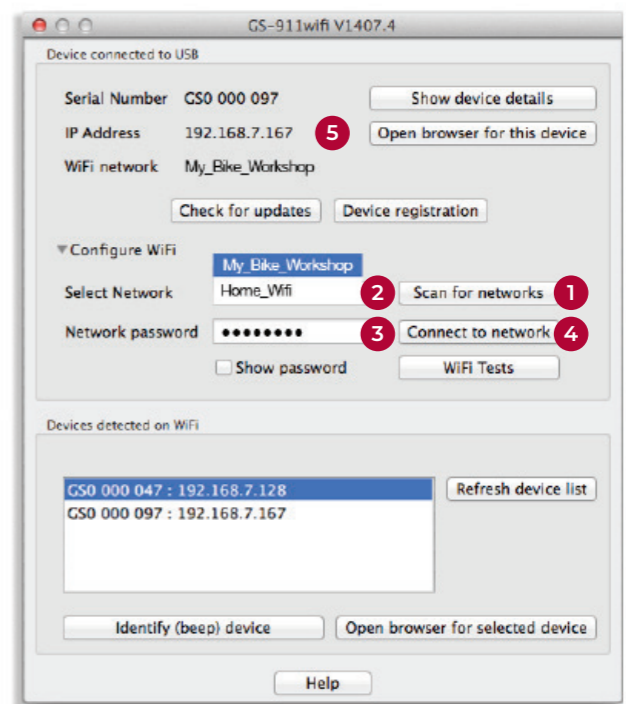 GS-911wifi V1407.4
Device connected to USB
Serial Number GS0 000 097 Show device details
IP Address 192.168.7.167 5 Open browser for this device
WiFi network My_Bike_Workshop
Check for updates Device registration
Configure WiFi
My_Bike_Workshop
Select Network Home_Wifi 2 Scan for networks 1
Network password ●●●●●●●● 3 Connect to network 4
Show password WiFi Tests
Devices detected on WiFi
GS0 000 047 : 192.168.7.128 Refresh device list
GS0 000 097 : 192.168.7.167
Identify (beep) device Open browser for selected device
Help